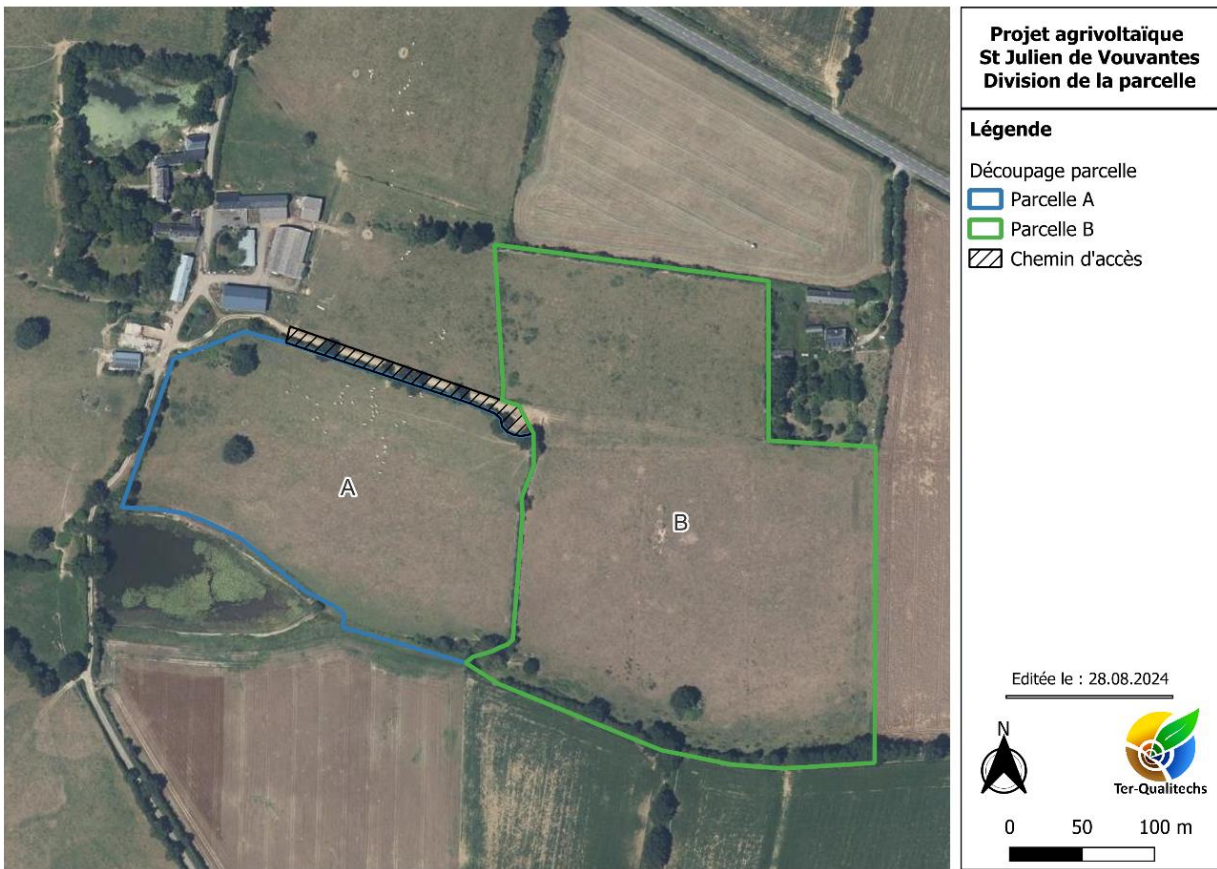 Projet agrivoltaïque
St Julien de Vouvantes
Division de la parcelle
Légende
Découpage parcelle
Parcelle A
Parcelle B
Chemin d'accès
A
B
Editée le : 28.08.2024
N
Ter-Qualitechs
0 50 100 m